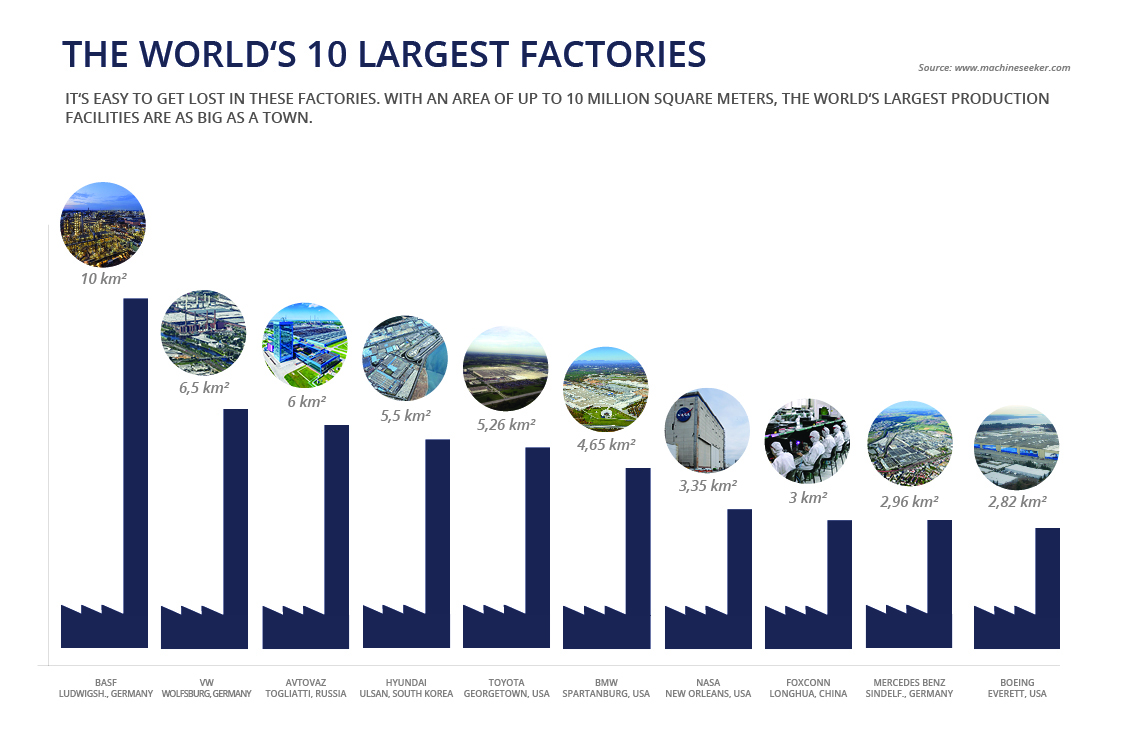 THE WORLD‘S 10 LARGEST FACTORIES
Source: www.machineseeker.com
IT‘S EASY TO GET LOST IN THESE FACTORIES. WITH AN AREA OF UP TO 10 MILLION SQUARE METERS, THE WORLD‘S LARGEST PRODUCTION
FACILITIES ARE AS BIG AS A TOWN.
10 km²
6,5 km²
6 km²
5,5 km²
5,26 km²
4,65 km²
NASA
3,35 km²
3 km²
2,96 km²
2,82 km²
BASF
LUDWIGSH., GERMANY
VW
WOLFSBURG, GERMANY
AVTOVAZ
TOGLIATTI, RUSSIA
HYUNDAI
ULSAN, SOUTH KOREA
TOYOTA
GEORGETOWN, USA
BMW
SPARTANBURG, USA
NASA
NEW ORLEANS, USA
FOXCONN
LONGHUA, CHINA
MERCEDES BENZ
SINDELF., GERMANY
BOEING
EVERETT, USA